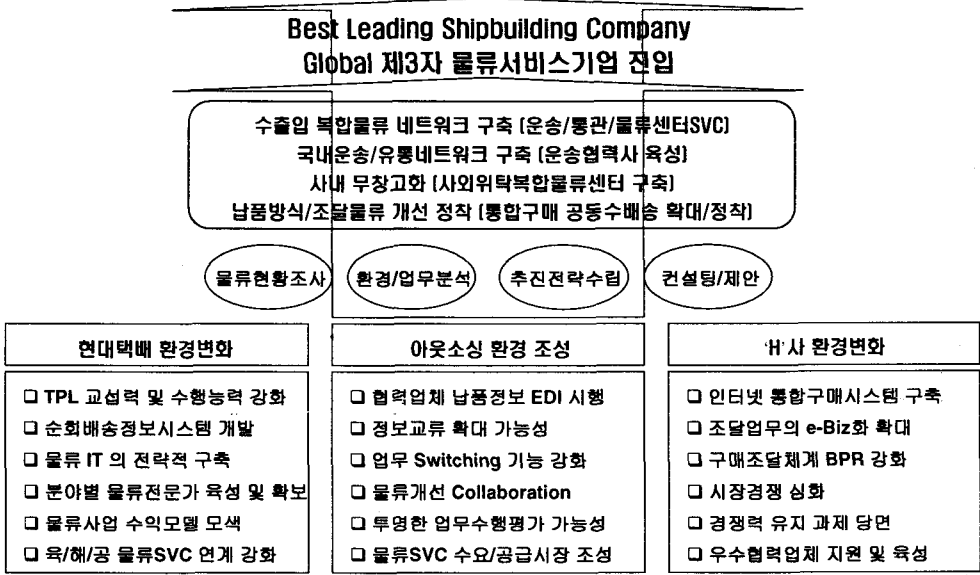 Best Leading Shipbuilding Company
Global 제3자 물류서비스기업 진입
수출입 복합물류 네트워크 구축 (운송/통관/물류센터SVC)
국내운송/유통네트워크 구축 (운송협력사 육성)
사내 무창고화 (사외위탁복합물류센터 구축)
납품방식/조달물류 개선 정착 (통합구매 공동수배송 확대/정착)
물류현황조사
환경/업무분석
추진전략수립
컨설팅/제안
현대택배 환경변화
❑ TPL 교섭력 및 수행능력 강화
❑ 순회배송정보시스템 개발
❑ 물류 IT 의 전략적 구축
❑ 분야별 물류전문가 육성 및 확보
❑ 물류사업 수익모델 모색
❑ 육/해/공 물류SVC 연계 강화
아웃소싱 환경 조성
❑ 협력업체 납품정보 EDI 시행
❑ 정보교류 확대 가능성
❑ 업무 Switching 기능 강화
❑ 물류개선 Collaboration
❑ 투명한 업무수행평가 가능성
❑ 물류SVC 수요/공급시장 조성
'H'사 환경변화
❑ 인터넷 통합구매시스템 구축
❑ 조달업무의 e-Biz화 확대
❑ 구매조달체계 BPR 강화
❑ 시장경쟁 심화
❑ 경쟁력 유지 과제 당면
❑ 우수협력업체 지원 및 육성